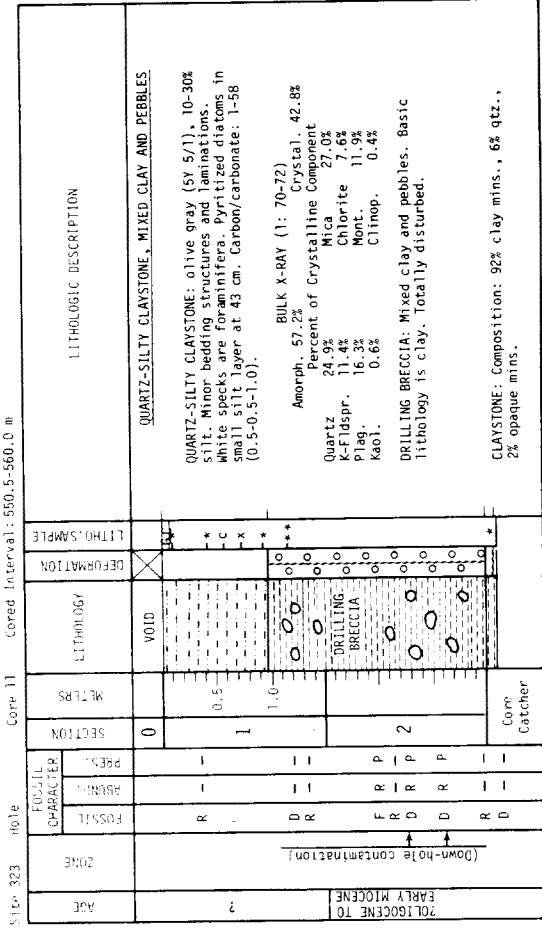 Site 323 Hole Core 11 Cored Interval: 550.5-560.0 m
AGE
ZONE
FOSSIL CHARACTER
FOSSIL
ABUN.
PRES.
SECTION
METERS
LITHOLOGY
DEFORMATION
LITHO.SAMPLE
LITHOLOGIC DESCRIPTION
?
?OLIGOCENE TO
EARLY MIOCENE
(Down-hole contamination)
R - -
D - -
R - -
F R P
R - -
D R P
D R P
R - -
D - -
0
1
2
Core
Catcher
0.5
1.0
VOID
DRILLING
BRECCIA
GJ
*
*
C
x
*
*
*
*
QUARTZ-SILTY CLAYSTONE, MIXED CLAY AND PEBBLES
QUARTZ-SILTY CLAYSTONE: olive gray (5Y 5/1), 10-30%
silt. Minor bedding structures and laminations.
White specks are foraminifera. Pyritized diatoms in
small silt layer at 43 cm. Carbon/carbonate: 1-58
(0.5-0.5-1.0).
BULK X-RAY (1: 70-72)
Amorph. 57.2% Crystal. 42.8%
Percent of Crystalline Component
Quartz 24.9% Mica 27.0%
K-Fldspr. 11.4% Chlorite 7.6%
Plag. 16.3% Mont. 11.9%
Kaol. 0.6% Clinop. 0.4%
DRILLING BRECCIA: Mixed clay and pebbles. Basic
lithology is clay. Totally disturbed.
CLAYSTONE: Composition: 92% clay mins., 6% qtz.,
2% opaque mins.